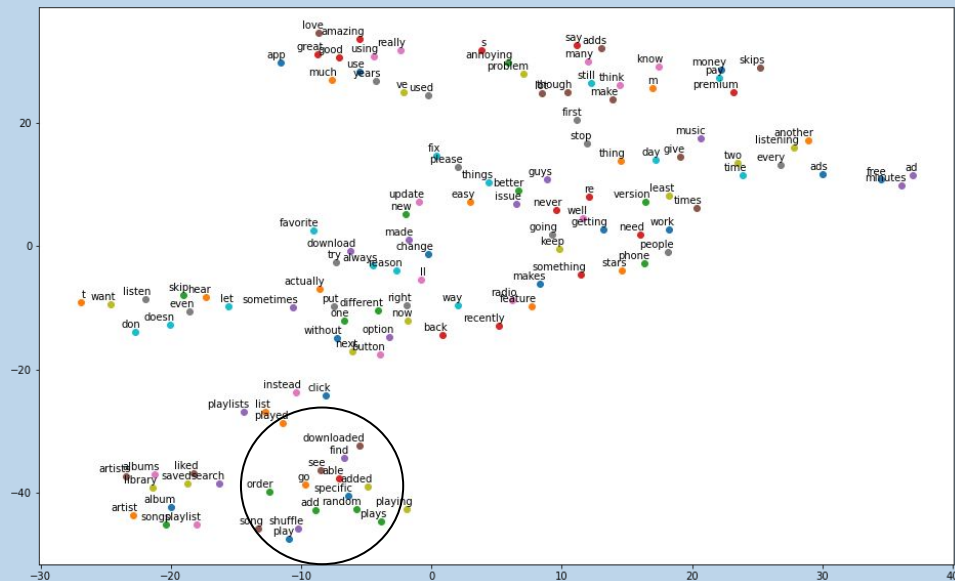 love
amazing
great
good
using
really
app
use
much
years
ve
used
s
annoying
problem
say
adds
many
still
think
know
m
lot
though
make
money
pay
skips
premium
first
stop
thing
day
give
music
another
listening
two
every
time
ads
free
minutes
ad
20
fix
please
things
better
guys
issue
easy
update
new
re
never
well
getting
going
keep
version
least
times
need
work
people
phone
stars
something
makes
favorite
made
download
change
try
always
reason
ll
0
actually
t
want
listen
skip
hear
even
let
doesn
don
sometimes
put
different
right
one
now
way
radio
feature
without
option
back
recently
next
button
−20
instead
click
playlists
list
played
downloaded
find
see
able
go
added
specific
order
add
random
playing
plays
song
shuffle
play
artists
albums
liked
library
saved
search
album
artist
songs
playlist
−40
−30
−20
−10
0
10
20
30
40